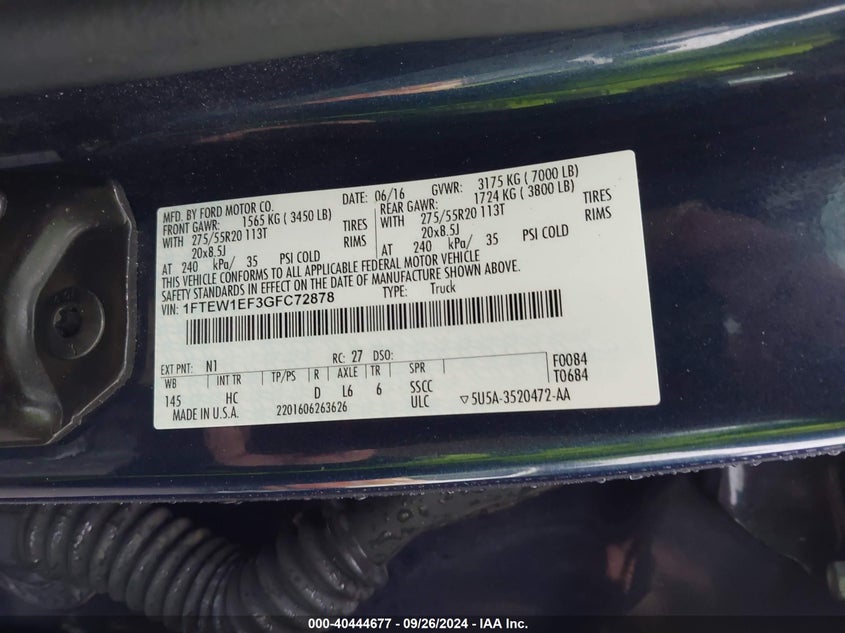 MFD. BY FORD MOTOR CO. DATE: 06/16 GVWR: 3175 KG ( 7000 LB)
FRONT GAWR: 1565 KG ( 3450 LB) REAR GAWR: 1724 KG ( 3800 LB)
WITH 275/55R20 113T TIRES WITH 275/55R20 113T TIRES
20x8.5J RIMS 20x8.5J RIMS
AT 240 kPa/ 35 PSI COLD AT 240 kPa/ 35 PSI COLD
THIS VEHICLE CONFORMS TO ALL APPLICABLE FEDERAL MOTOR VEHICLE
SAFETY STANDARDS IN EFFECT ON THE DATE OF MANUFACTURE SHOWN ABOVE.
VIN: 1FTEW1EF3GFC72878 TYPE: Truck
EXT PNT: N1 RC: 27 DSO: F0084
WB INT TR TP/PS R AXLE TR SPR T0684
145 HC D L6 6 SSCC
MADE IN U.S.A. 2201606263626 ULC ▽5U5A-3520472-AA
000-40444677 - 09/26/2024 - IAA Inc.